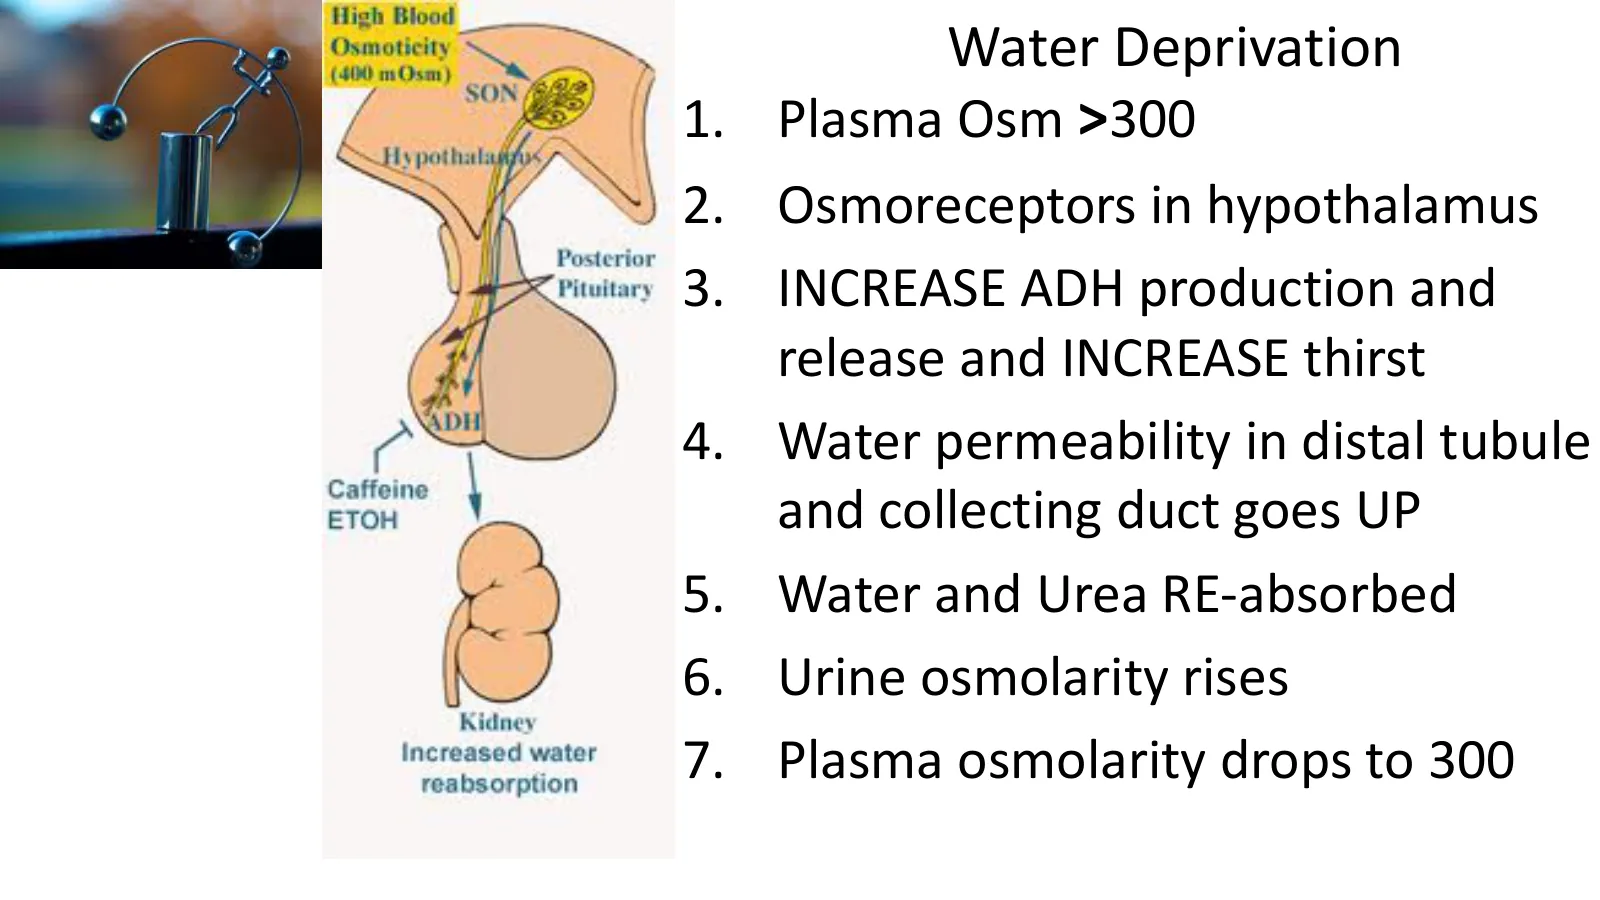 High Blood
Osmoticity
(400 mOsm)
SON
Hypothalamus
Posterior
Pituitary
ADH
Caffeine
ETOH
Kidney
Increased water
reabsorption
Water Deprivation
1. Plasma Osm >300
2. Osmoreceptors in hypothalamus
3. INCREASE ADH production and
release and INCREASE thirst
4. Water permeability in distal tubule
and collecting duct goes UP
5. Water and Urea RE-absorbed
6. Urine osmolarity rises
7. Plasma osmolarity drops to 300